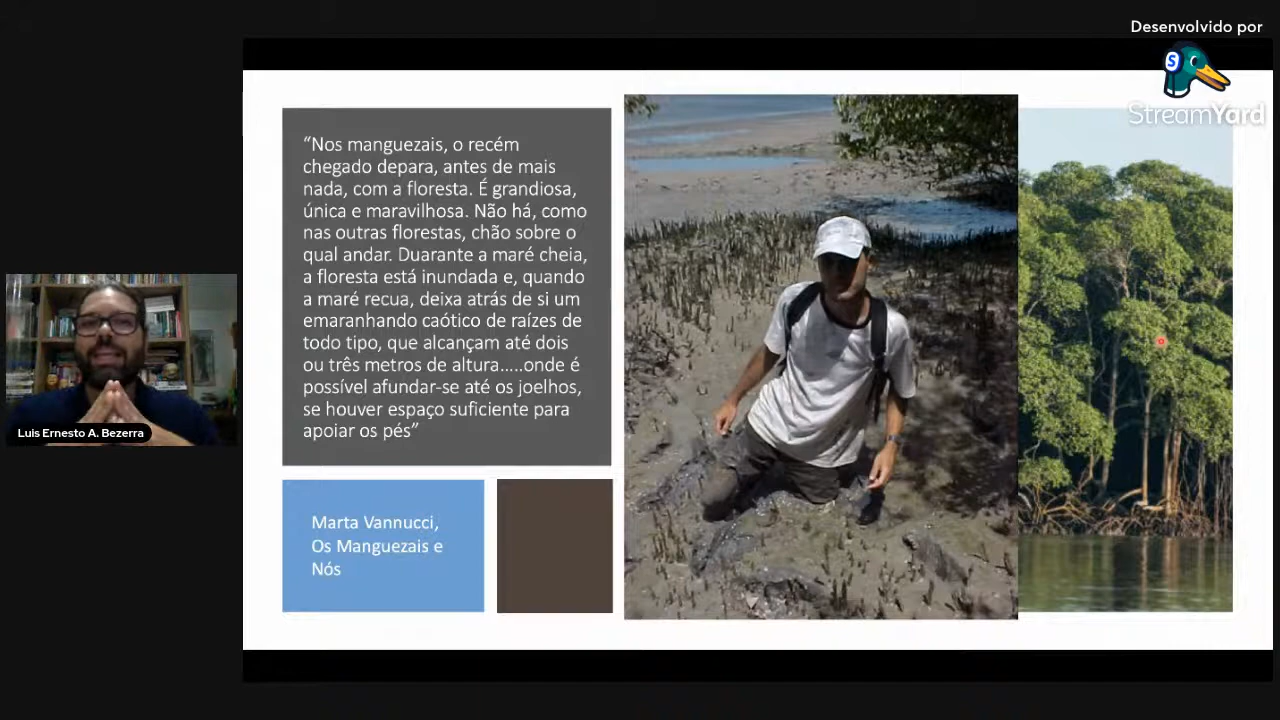 Desenvolvido por
S
StreamYard
“Nos manguezais, o recém
chegado depara, antes de mais
nada, com a floresta. É grandiosa,
única e maravilhosa. Não há, como
nas outras florestas, chão sobre o
qual andar. Duarante a maré cheia,
a floresta está inundada e, quando
a maré recua, deixa atrás de si um
emaranhando caótico de raízes de
todo tipo, que alcançam até dois
ou três metros de altura.....onde é
possível afundar-se até os joelhos,
se houver espaço suficiente para
apoiar os pés”
Luis Ernesto A. Bezerra
Marta Vannucci,
Os Manguezais e
Nós